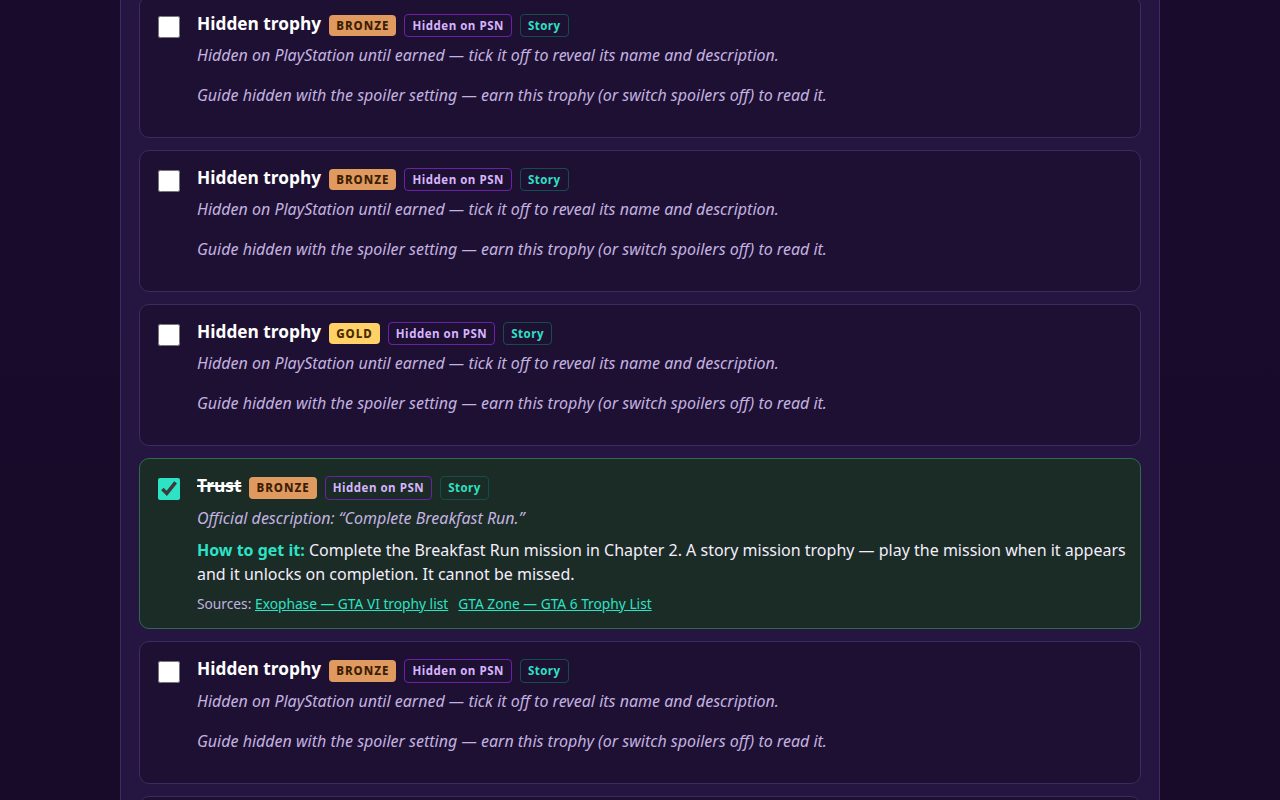 Hidden trophy BRONZE Hidden on PSN Story
Hidden on PlayStation until earned — tick it off to reveal its name and description.
Guide hidden with the spoiler setting — earn this trophy (or switch spoilers off) to read it.
Hidden trophy BRONZE Hidden on PSN Story
Hidden on PlayStation until earned — tick it off to reveal its name and description.
Guide hidden with the spoiler setting — earn this trophy (or switch spoilers off) to read it.
Hidden trophy GOLD Hidden on PSN Story
Hidden on PlayStation until earned — tick it off to reveal its name and description.
Guide hidden with the spoiler setting — earn this trophy (or switch spoilers off) to read it.
Trust BRONZE Hidden on PSN Story
Official description: “Complete Breakfast Run.”
How to get it: Complete the Breakfast Run mission in Chapter 2. A story mission trophy — play the mission when it appears
and it unlocks on completion. It cannot be missed.
Sources: Exophase — GTA VI trophy list GTA Zone — GTA 6 Trophy List
Hidden trophy BRONZE Hidden on PSN Story
Hidden on PlayStation until earned — tick it off to reveal its name and description.
Guide hidden with the spoiler setting — earn this trophy (or switch spoilers off) to read it.